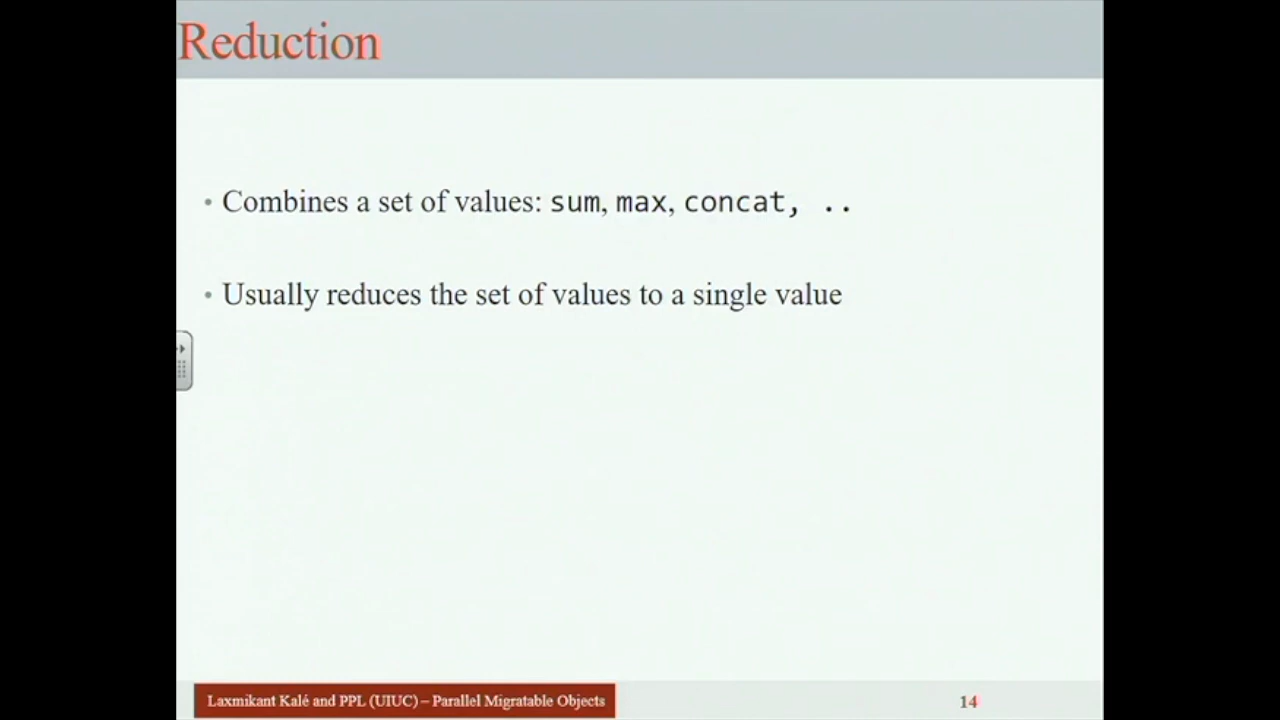 Reduction
• Combines a set of values: sum, max, concat, ..
• Usually reduces the set of values to a single value
Laxmikant Kalé and PPL (UIUC) – Parallel Migratable Objects
14